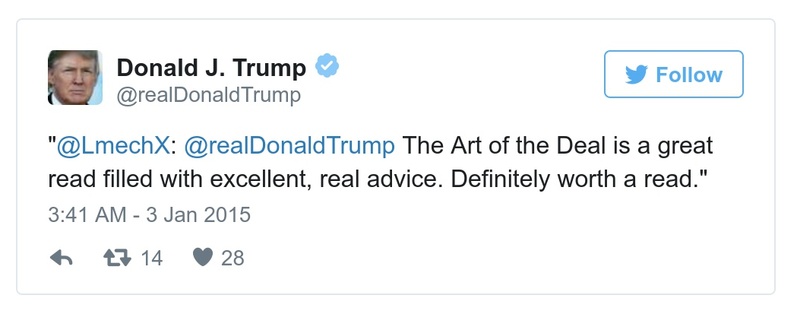 Donald J. Trump
@realDonaldTrump
Follow
"@LmechX: @realDonaldTrump The Art of the Deal is a great
read filled with excellent, real advice. Definitely worth a read."
3:41 AM - 3 Jan 2015
14 28